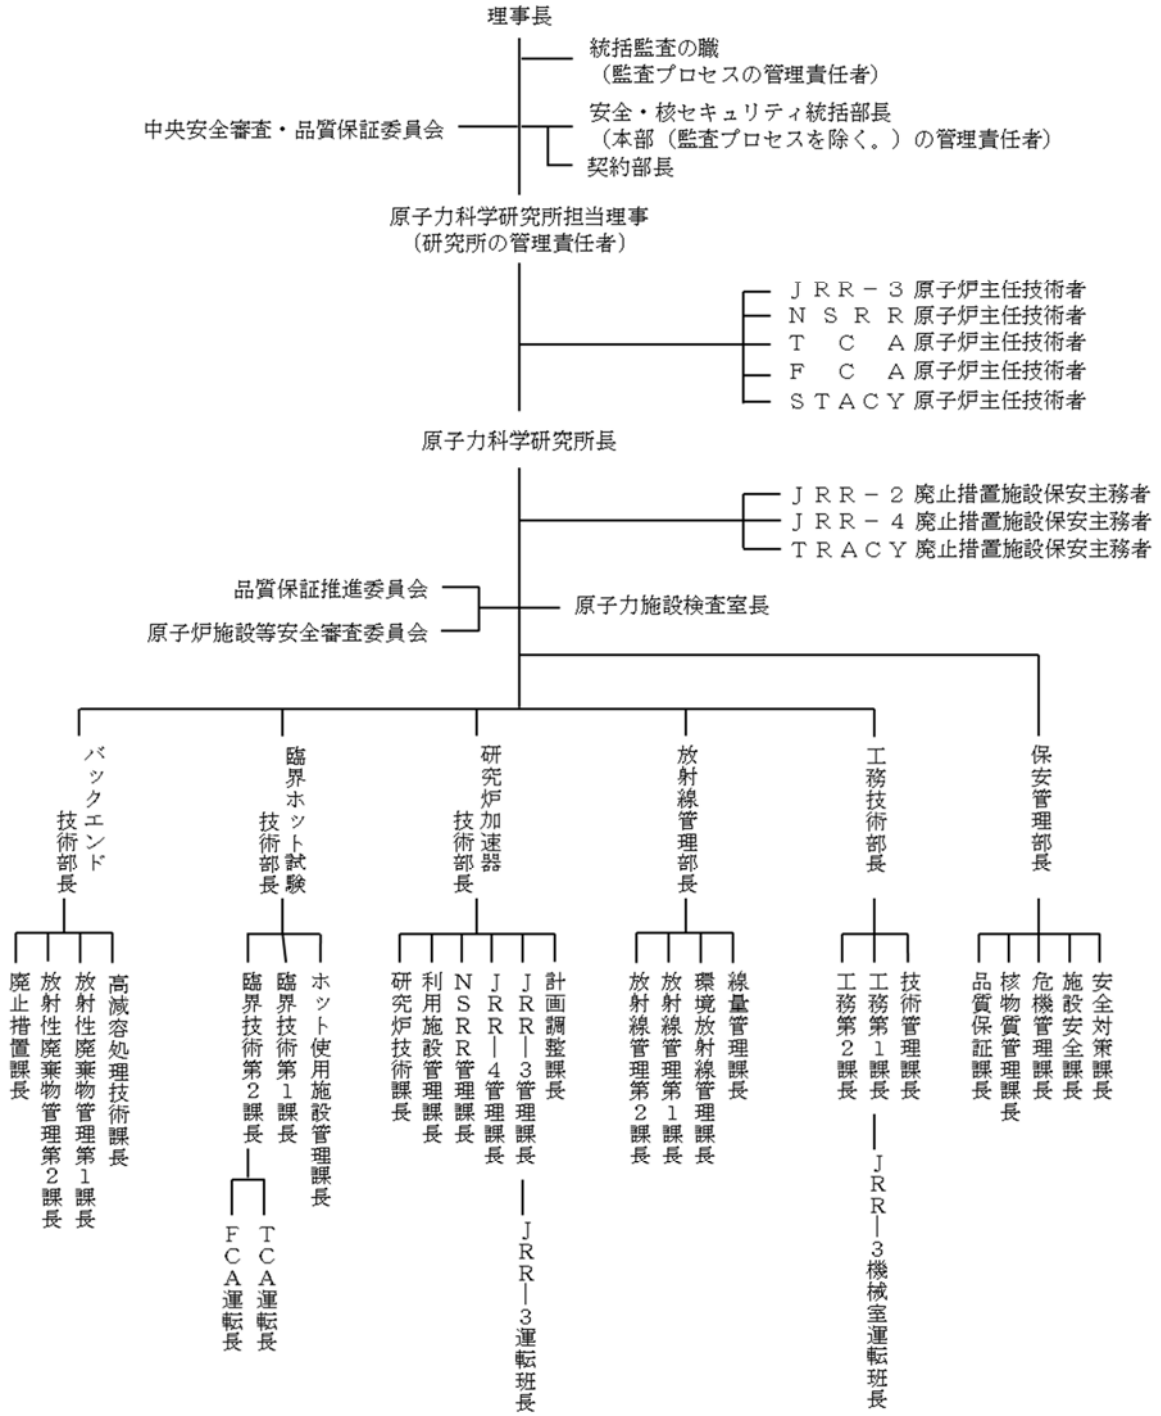 理事長
統括監査の職
（監査プロセスの管理責任者）
中央安全審査・品質保証委員会
安全・核セキュリティ統括部長
（本部（監査プロセスを除く。）の管理責任者）
契約部長
原子力科学研究所担当理事
（研究所の管理責任者）
ＪＲＲ－３原子炉主任技術者
ＮＳＲＲ原子炉主任技術者
ＴＣＡ原子炉主任技術者
ＦＣＡ原子炉主任技術者
ＳＴＡＣＹ原子炉主任技術者
原子力科学研究所長
ＪＲＲ－２廃止措置施設保安主務者
ＪＲＲ－４廃止措置施設保安主務者
ＴＲＡＣＹ廃止措置施設保安主務者
品質保証推進委員会
原子力施設検査室長
原子炉施設等安全審査委員会
バックエンド
技術部長
臨界ホット試験
技術部長
研究炉加速器
技術部長
放射線管理部長
工務技術部長
保安管理部長
廃止措置課長
放射性廃棄物管理第２課長
放射性廃棄物管理第１課長
高減容処理技術課長
臨界技術第２課長
臨界技術第１課長
ホット使用施設管理課長
研究炉技術課長
利用施設管理課長
ＮＳＲＲ管理課長
ＪＲＲ―４管理課長
ＪＲＲ―３管理課長
計画調整課長
放射線管理第２課長
放射線管理第１課長
環境放射線管理課長
線量管理課長
工務第２課長
工務第１課長
技術管理課長
品質保証課長
核物質管理課長
危機管理課長
施設安全課長
安全対策課長
ＦＣＡ運転長
ＴＣＡ運転長
ＪＲＲ―３運転班長
ＪＲＲ―３機械室運転班長